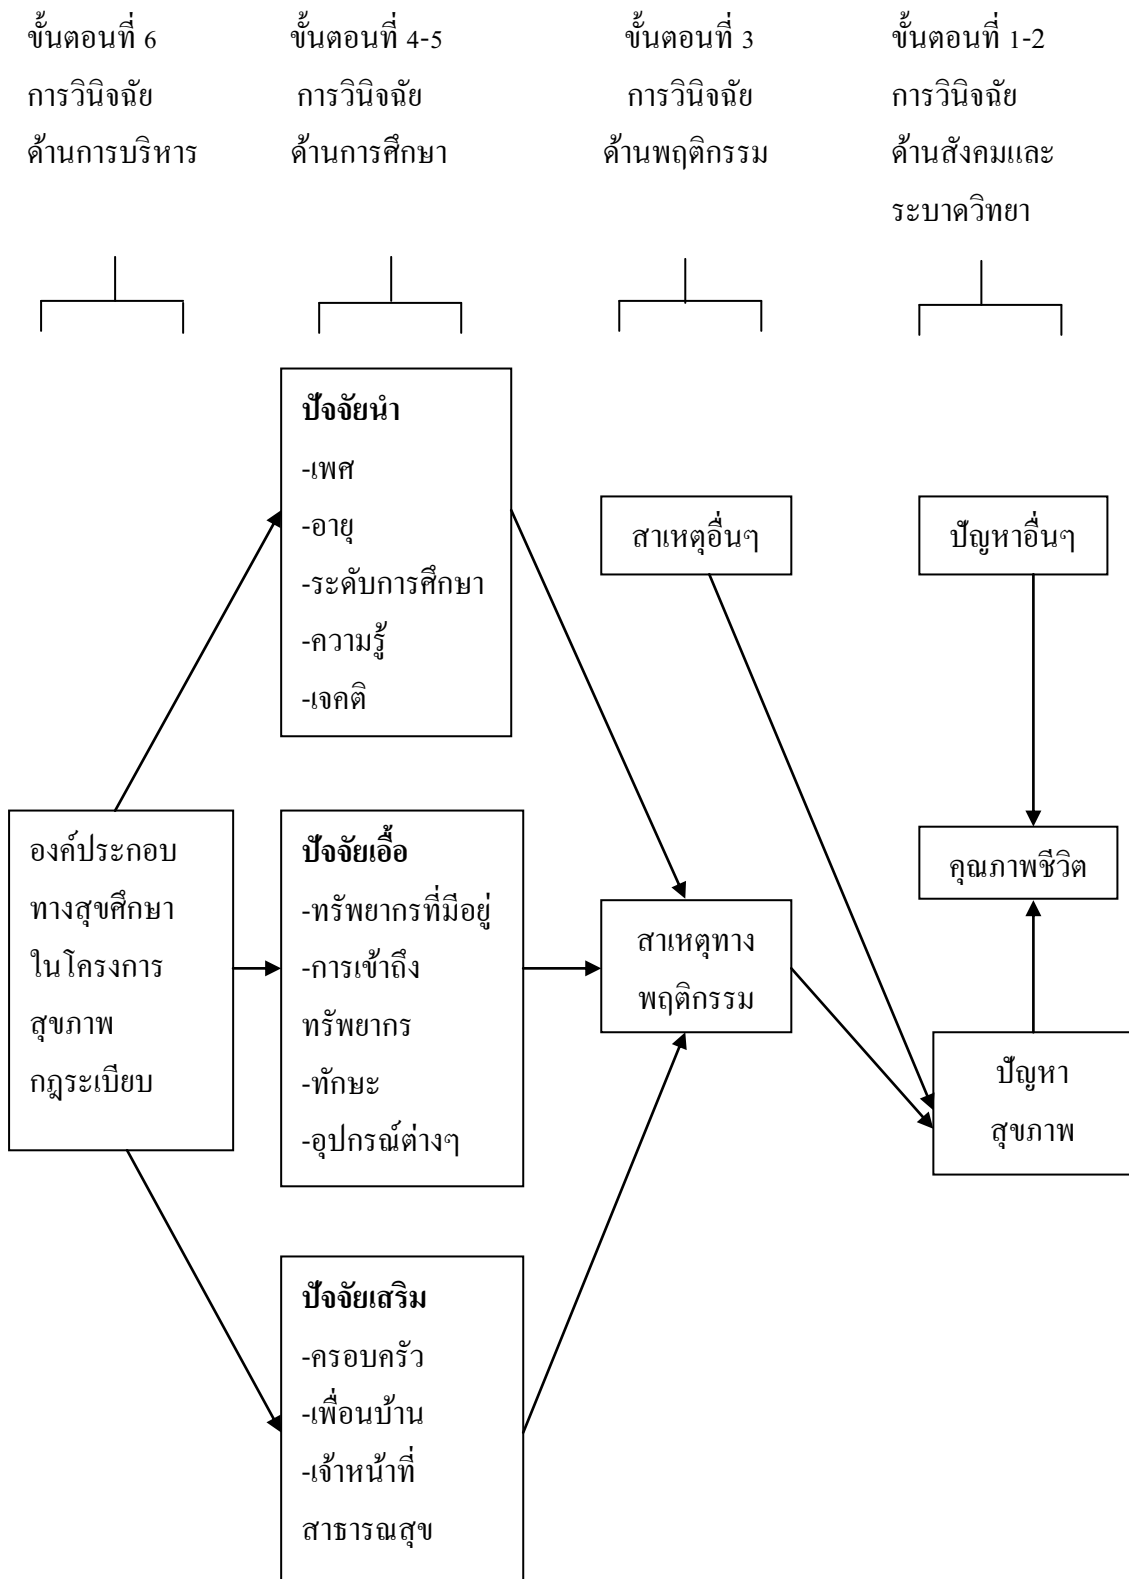 ขั้นตอนที่ 6
การวินิจฉัย
ด้านการบริหาร
ขั้นตอนที่ 4-5
การวินิจฉัย
ด้านการศึกษา
ขั้นตอนที่ 3
การวินิจฉัย
ด้านพฤติกรรม
ขั้นตอนที่ 1-2
การวินิจฉัย
ด้านสังคมและ
ระบาดวิทยา
องค์ประกอบ
ทางสุขศึกษา
ในโครงการ
สุขภาพ
กฎระเบียบ
ปัจจัยนำ
-เพศ
-อายุ
-ระดับการศึกษา
-ความรู้
-เจคติ
ปัจจัยเอื้อ
-ทรัพยากรที่มีอยู่
-การเข้าถึง
ทรัพยากร
-ทักษะ
-อุปกรณ์ต่างๆ
ปัจจัยเสริม
-ครอบครัว
-เพื่อนบ้าน
-เจ้าหน้าที่
สาธารณสุข
สาเหตุอื่นๆ
สาเหตุทาง
พฤติกรรม
ปัญหาอื่นๆ
คุณภาพชีวิต
ปัญหา
สุขภาพ